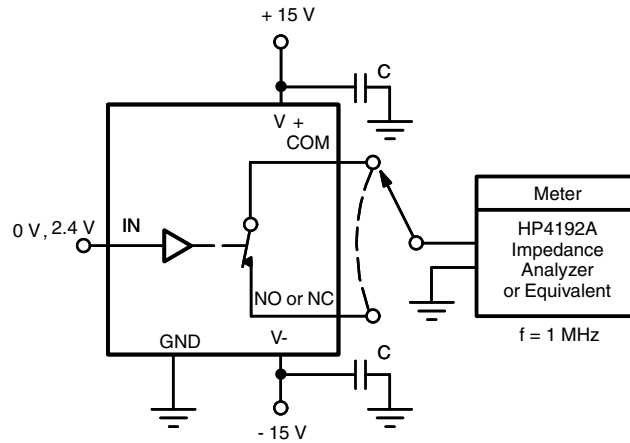 + 15 V
C
V +
COM
Meter
0 V, 2.4 V
IN
HP4192A
Impedance
Analyzer
or Equivalent
NO or NC
GND
V-
f = 1 MHz
C
- 15 V